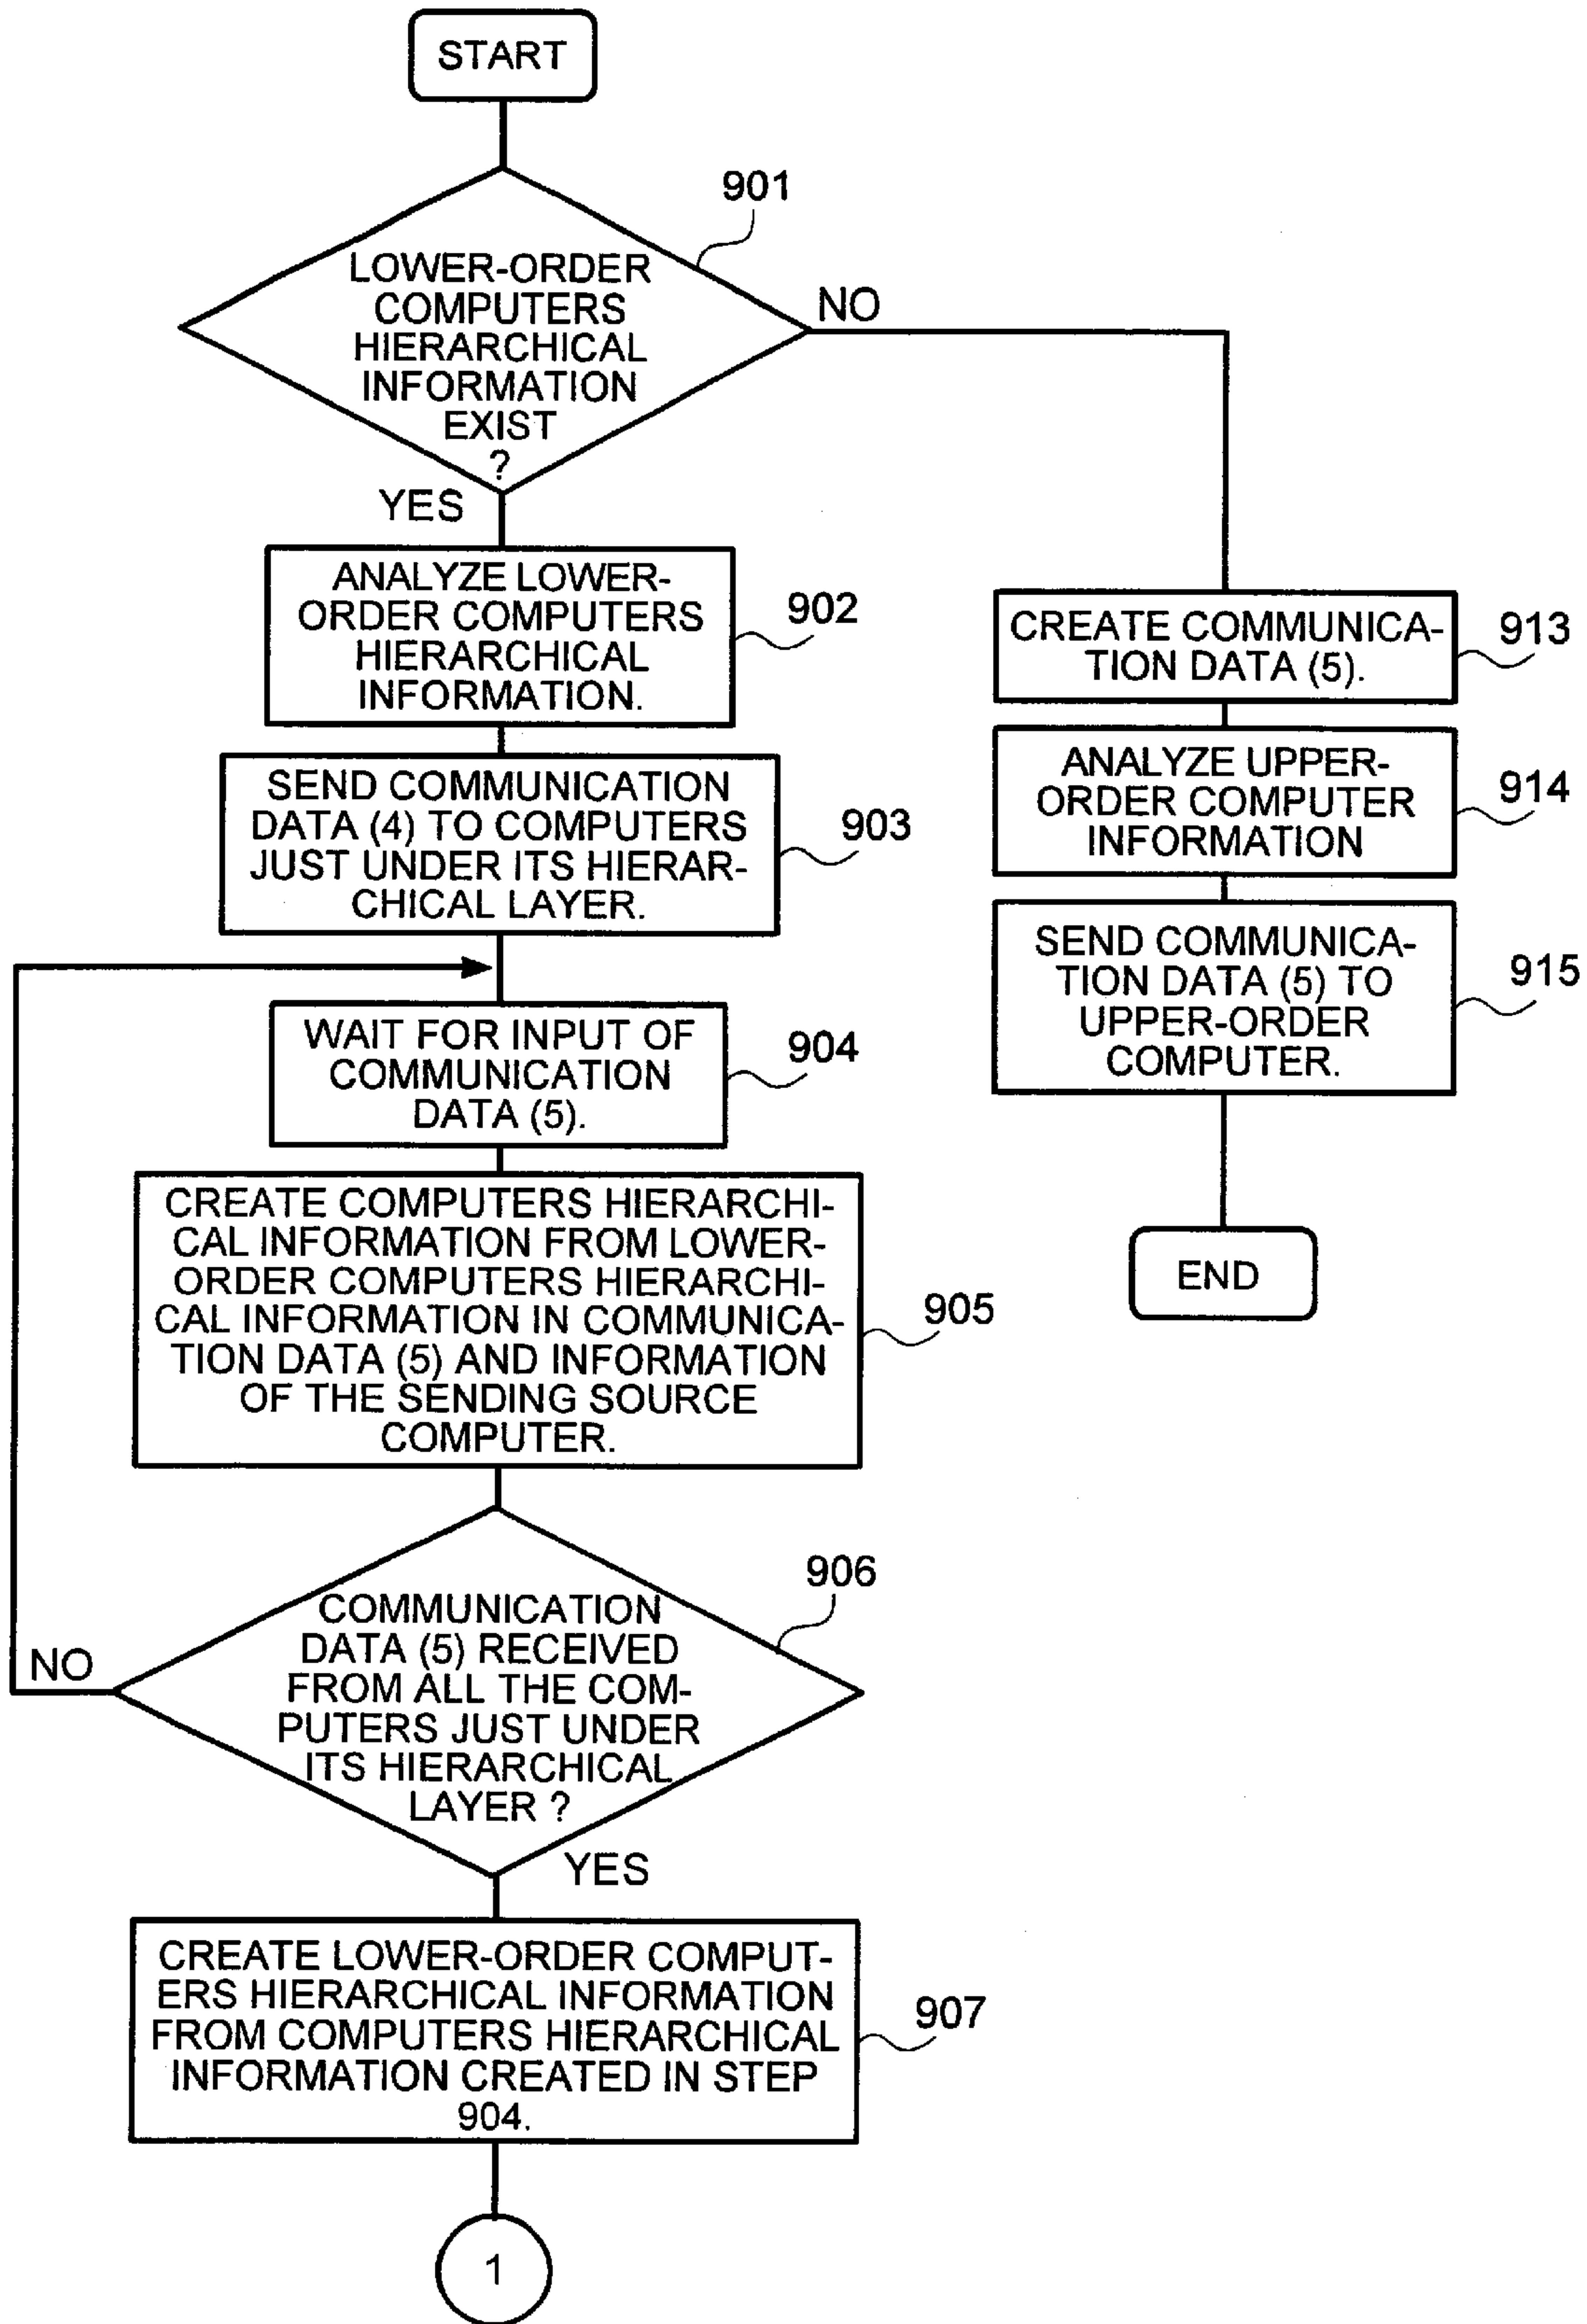 START
901
LOWER-ORDER
COMPUTERS
HIERARCHICAL
INFORMATION
EXIST
?
NO
YES
ANALYZE LOWER-
ORDER COMPUTERS
HIERARCHICAL
INFORMATION.
902
SEND COMMUNICATION
DATA (4) TO COMPUTERS
JUST UNDER ITS HIERAR-
CHICAL LAYER.
903
WAIT FOR INPUT OF
COMMUNICATION
DATA (5).
904
CREATE COMPUTERS HIERARCHI-
CAL INFORMATION FROM LOWER-
ORDER COMPUTERS HIERARCHI-
CAL INFORMATION IN COMMUNICA-
TION DATA (5) AND INFORMATION
OF THE SENDING SOURCE
COMPUTER.
905
COMMUNICATION
DATA (5) RECEIVED
FROM ALL THE COM-
PUTERS JUST UNDER
ITS HIERARCHICAL
LAYER ?
906
NO
YES
CREATE LOWER-ORDER COMPUT-
ERS HIERARCHICAL INFORMATION
FROM COMPUTERS HIERARCHICAL
INFORMATION CREATED IN STEP
904.
907
1
CREATE COMMUNICA-
TION DATA (5).
913
ANALYZE UPPER-
ORDER COMPUTER
INFORMATION
914
SEND COMMUNICA-
TION DATA (5) TO
UPPER-ORDER
COMPUTER.
915
END